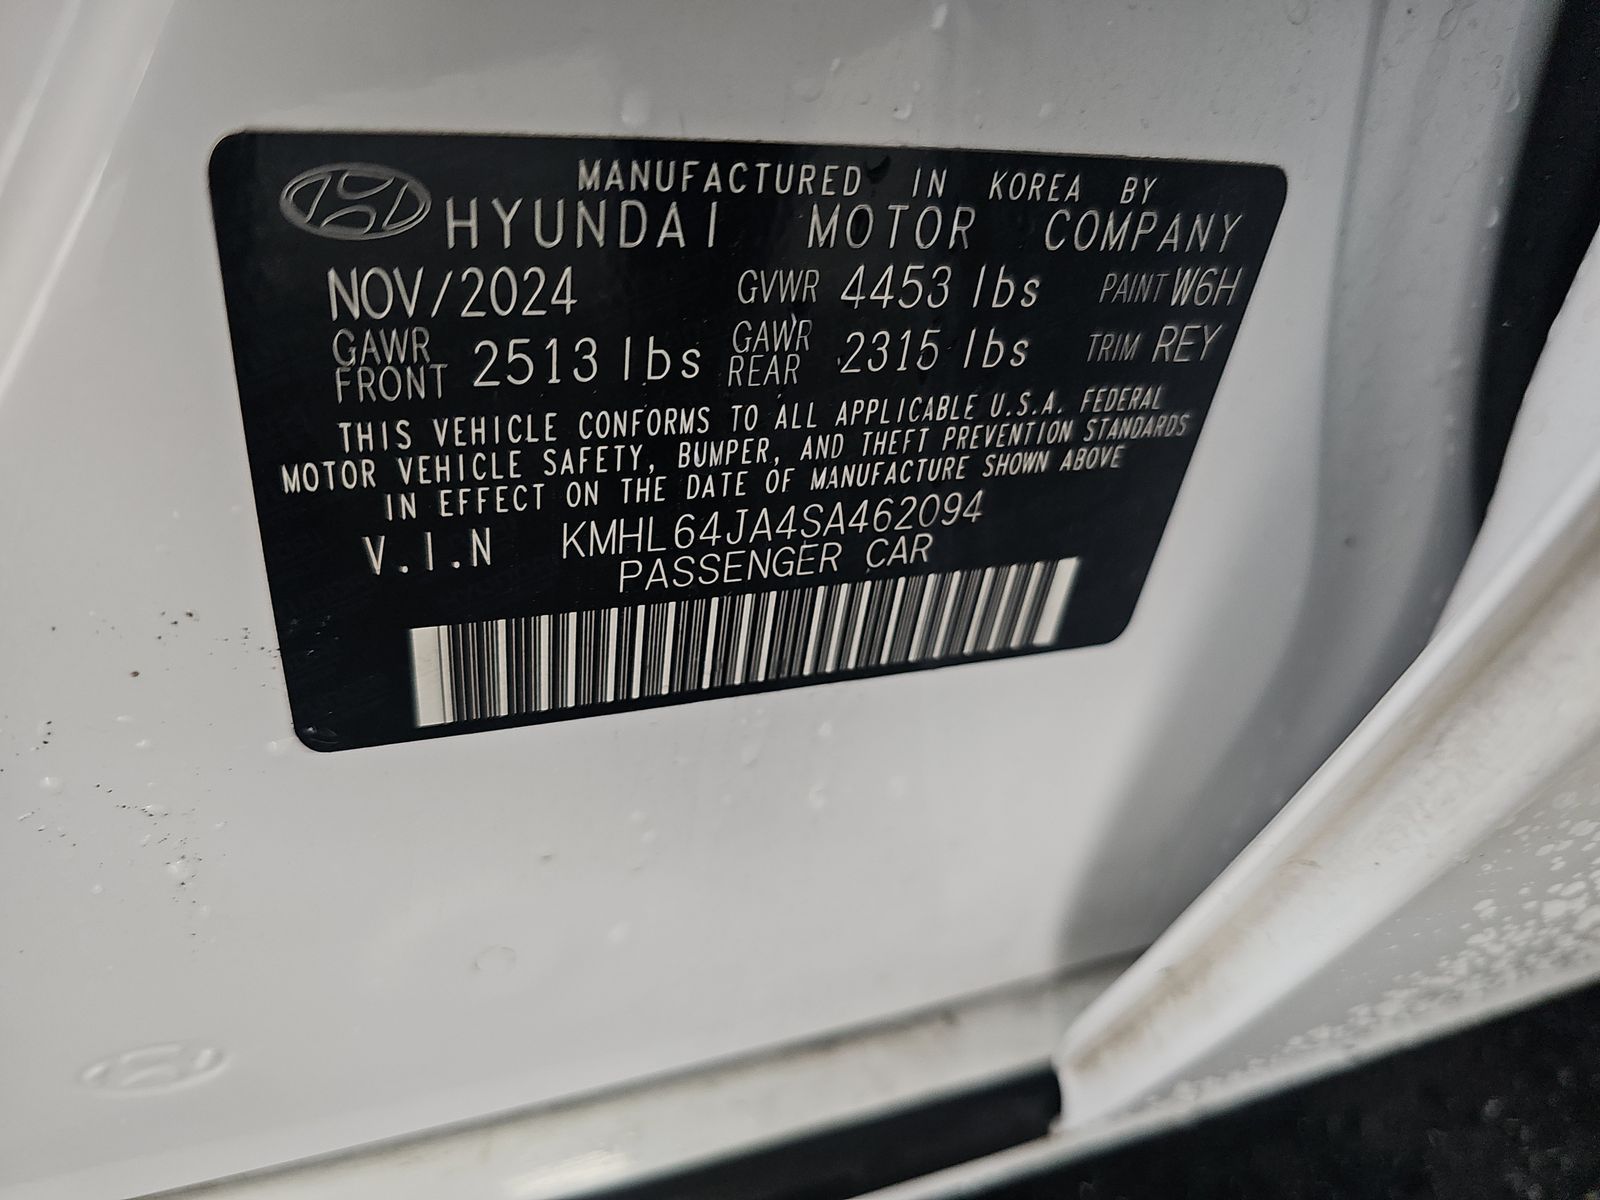 MANUFACTURED IN KOREA BY
HYUNDAI MOTOR COMPANY
NOV/2024 GVWR 4453 lbs PAINT W6H
GAWR FRONT 2513 lbs GAWR REAR 2315 lbs TRIM REY
THIS VEHICLE CONFORMS TO ALL APPLICABLE U.S.A. FEDERAL
MOTOR VEHICLE SAFETY, BUMPER, AND THEFT PREVENTION STANDARDS
IN EFFECT ON THE DATE OF MANUFACTURE SHOWN ABOVE
V.I.N KMHL64JA4SA462094
PASSENGER CAR